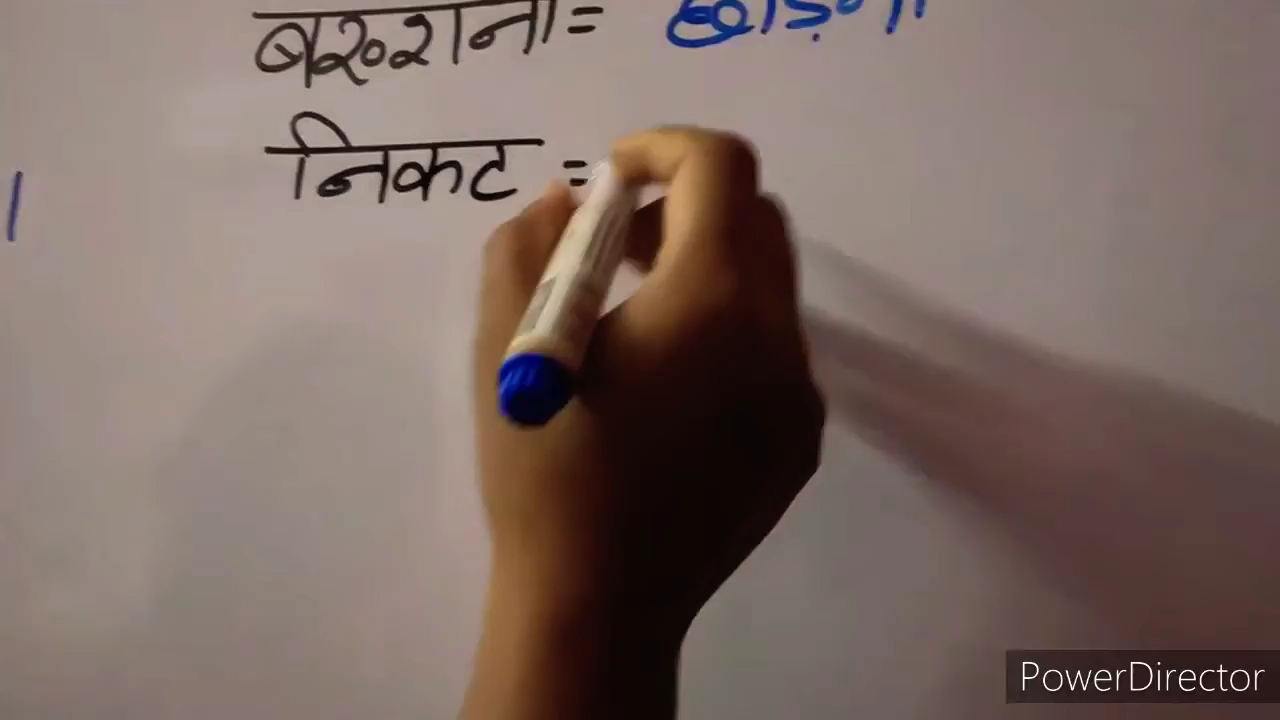 बख्शना = छोड़ना
निकट =
PowerDirector